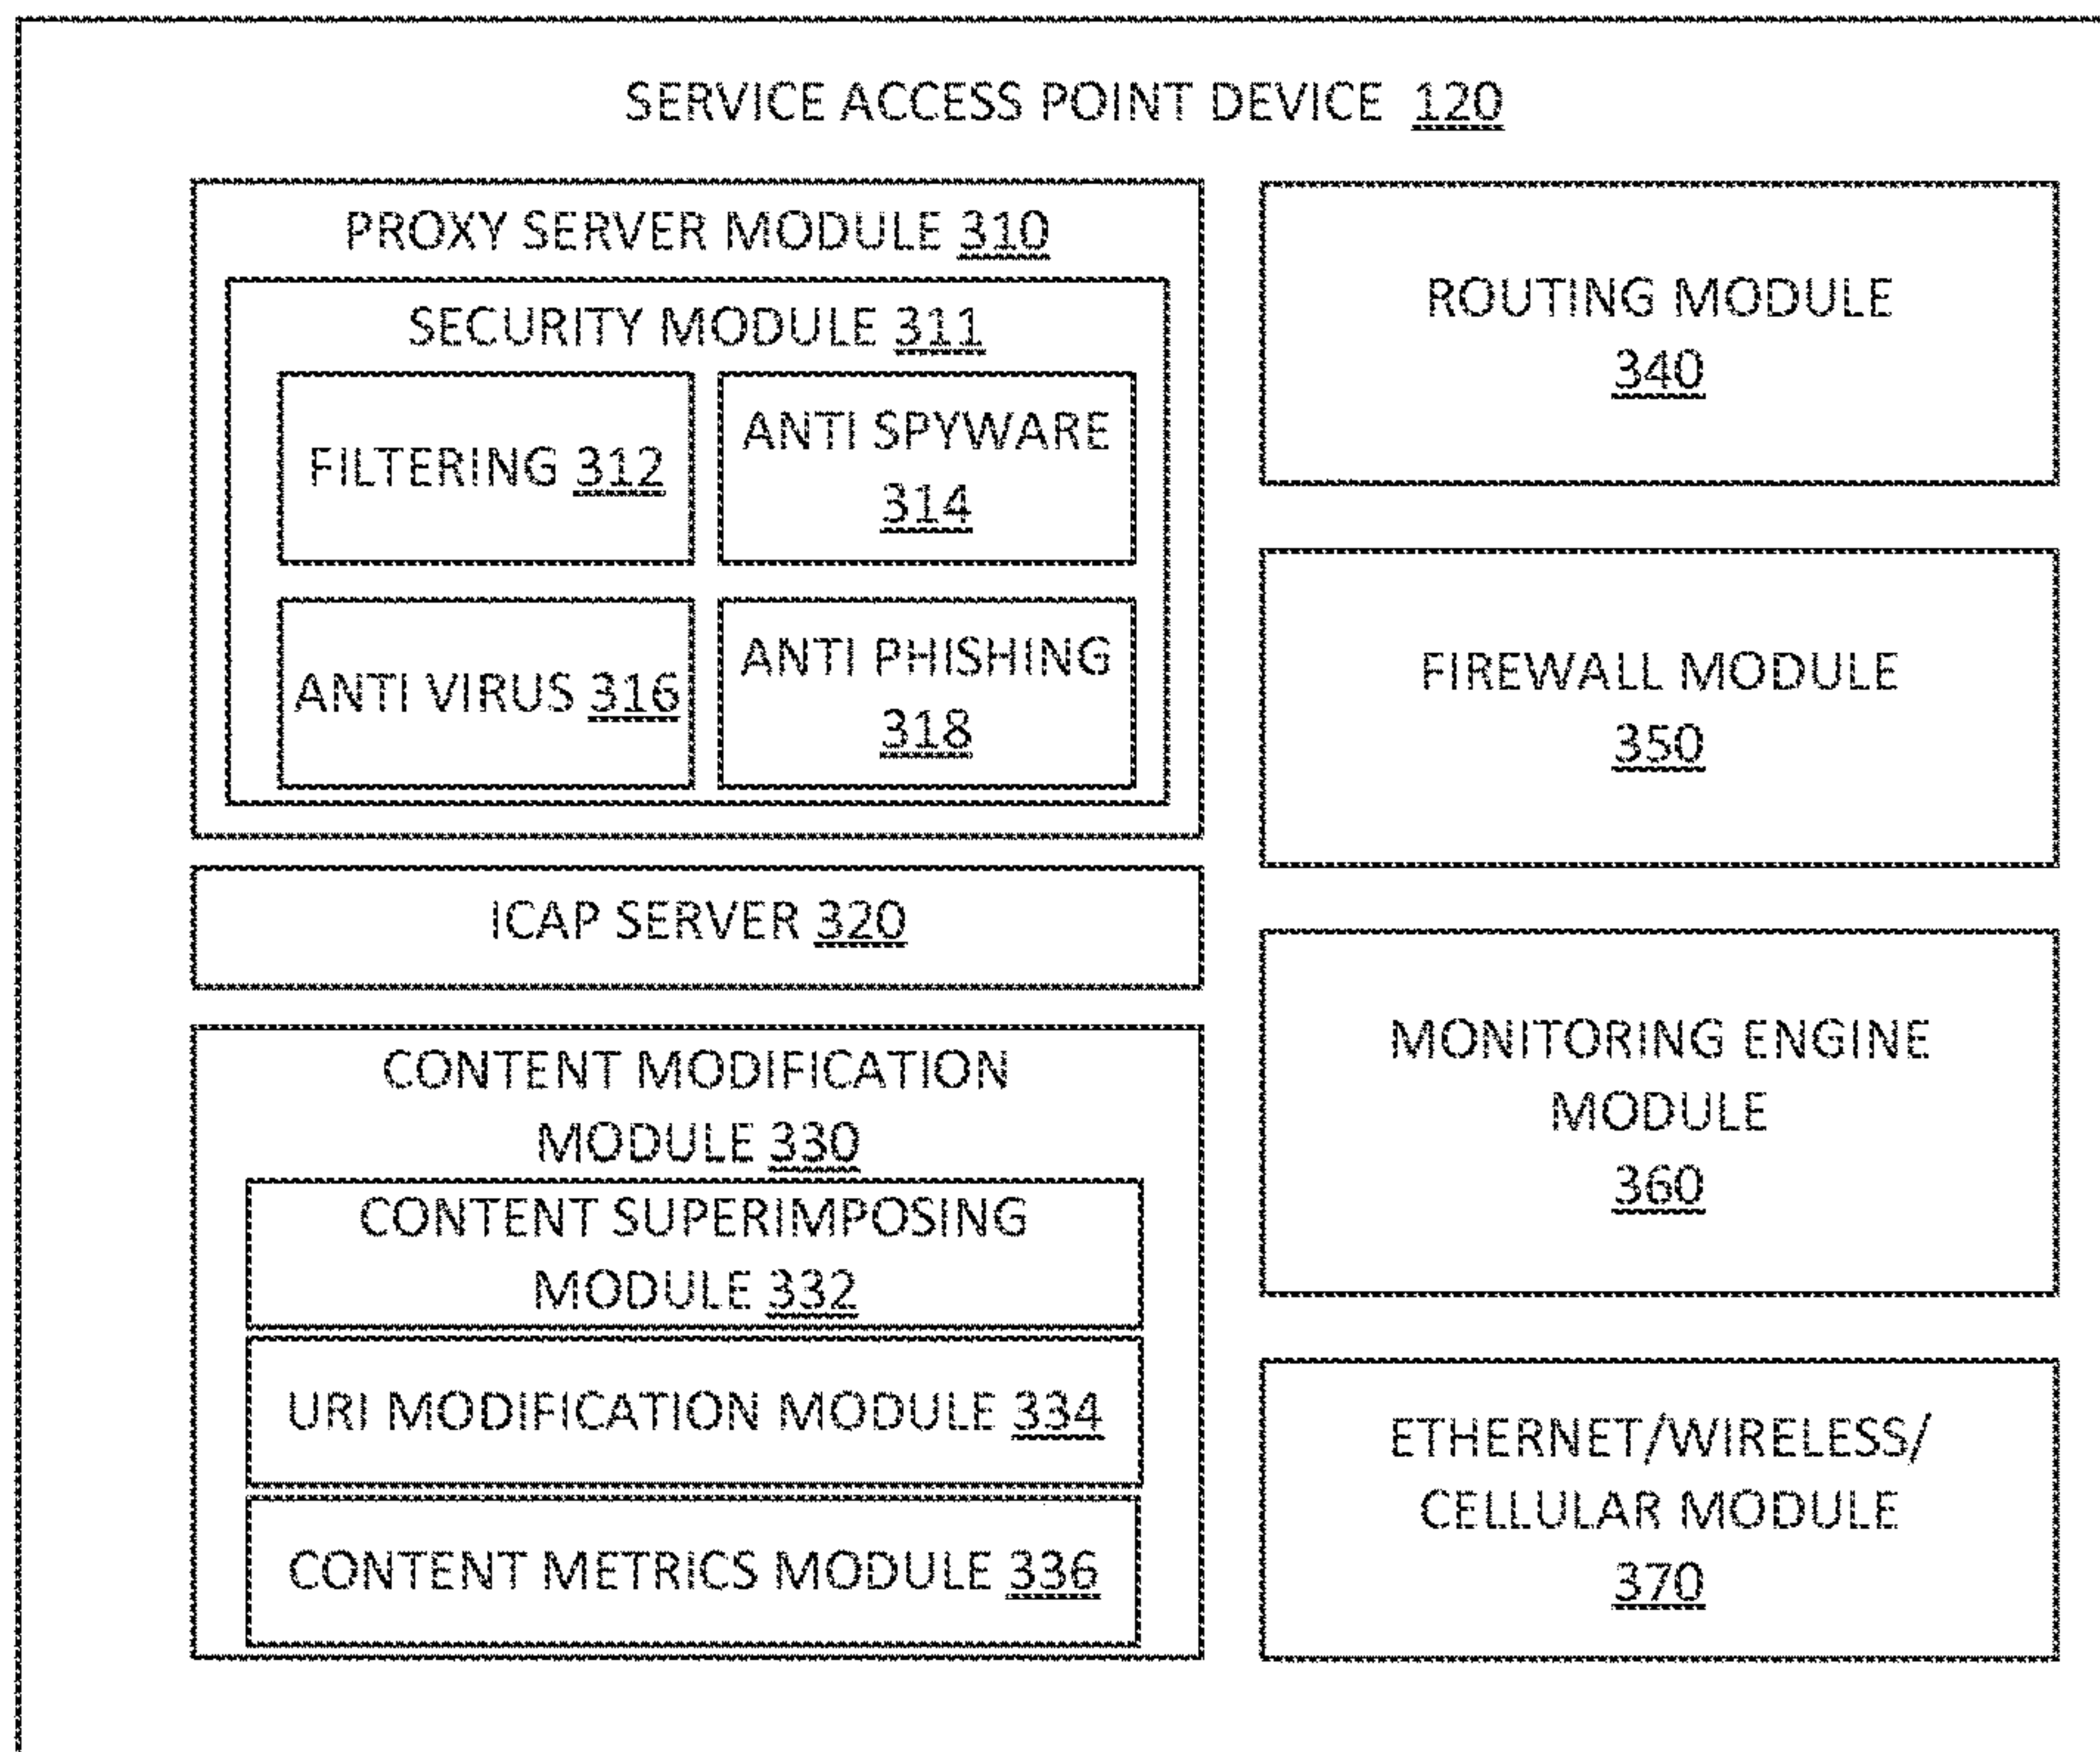 SERVICE ACCESS POINT DEVICE 120
PROXY SERVER MODULE 310
SECURITY MODULE 311
FILTERING 312
ANTI SPYWARE
314
ANTI VIRUS 316
ANTI PHISHING
318
ICAP SERVER 320
CONTENT MODIFICATION
MODULE 330
CONTENT SUPERIMPOSING
MODULE 332
URI MODIFICATION MODULE 334
CONTENT METRICS MODULE 336
ROUTING MODULE
340
FIREWALL MODULE
350
MONITORING ENGINE
MODULE
360
ETHERNET/WIRELESS/
CELLULAR MODULE
370